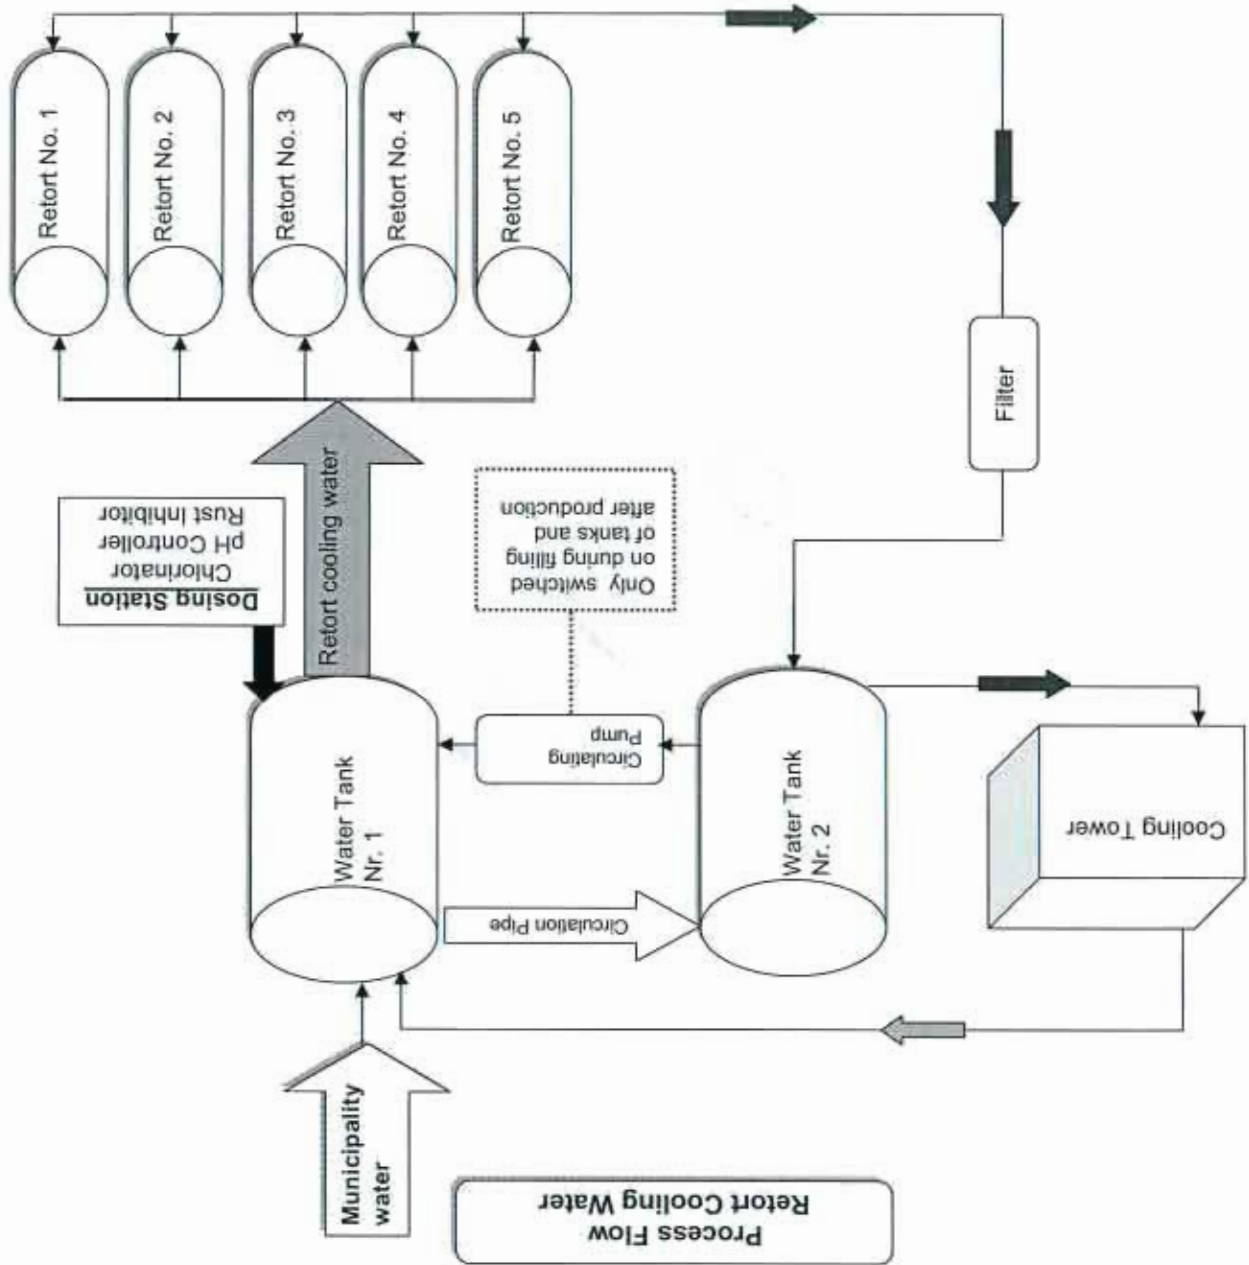 Process Flow
Retort Cooling Water
Municipality
water
Water Tank
Nr. 1
Dosing Station
Chlorinator
pH Controller
Rust Inhibitor
Retort cooling water
Retort No. 1
Retort No. 2
Retort No. 3
Retort No. 4
Retort No. 5
Circulation Pipe
Circulating
Pump
Only switched
on during filling
of tanks and
after production
Water Tank
Nr. 2
Filter
Cooling Tower